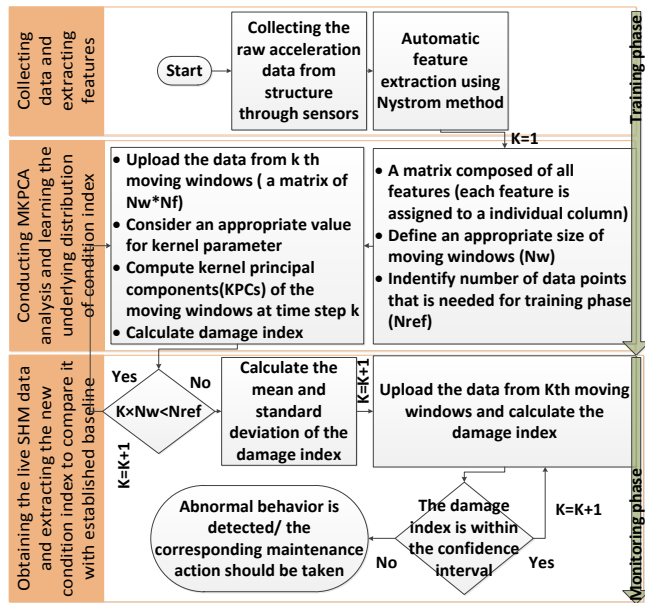 Collecting
data and
extracting
features
Start
Collecting the
raw acceleration
data from
structure
through sensors
Automatic
feature
extraction using
Nystrom method
K=1
Training phase
Conducting MKPCA
analysis and learning the
underlying distribution
of condition index
• Upload the data from k th
moving windows ( a matrix of
Nw*Nf)
• Consider an appropriate value
for kernel parameter
• Compute kernel principal
components(KPCs) of the
moving windows at time step k
• Calculate damage index
• A matrix composed of all
features (each feature is
assigned to a individual column)
• Define an appropriate size of
moving windows (Nw)
• Indentify number of data points
that is needed for training phase
(Nref)
Obtaining the live SHM data
and extracting the new
condition index to compare it
with established baseline
Yes
No
K×Nw<Nref
K=K+1
Calculate the
mean and
standard
deviation of the
damage index
K=K+1
Upload the data from Kth moving
windows and calculate the
damage index
Abnormal behavior is
detected/ the
corresponding maintenance
action should be taken
No
The
damage
index is within
the confidence
interval
Yes
K=K+1
Monitoring phase